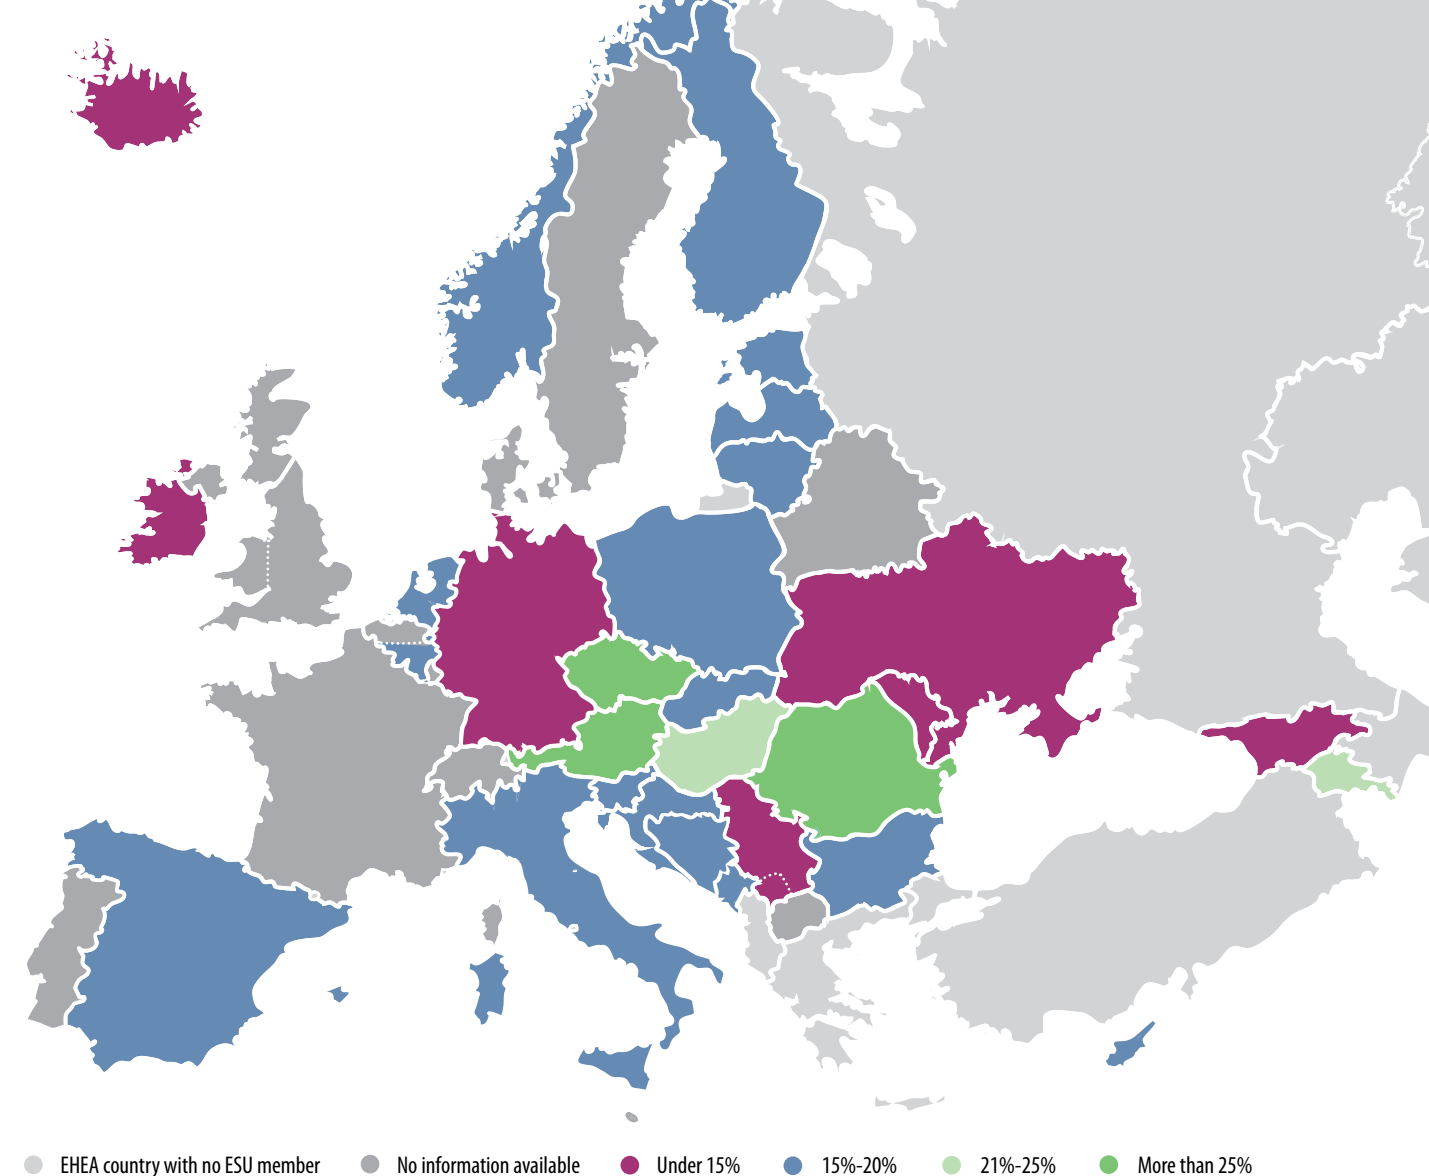 EHEA country with no ESU member No information available Under 15% 15%-20% 21%-25% More than 25%